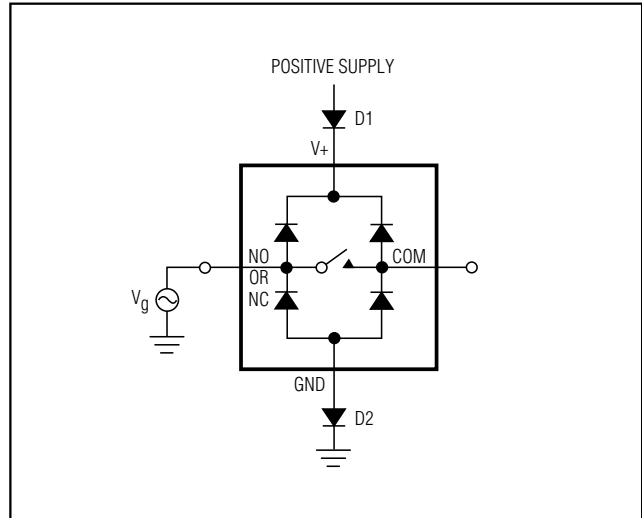 POSITIVE SUPPLY
D1
V+
NO
COM
OR
NC
Vg
GND
D2